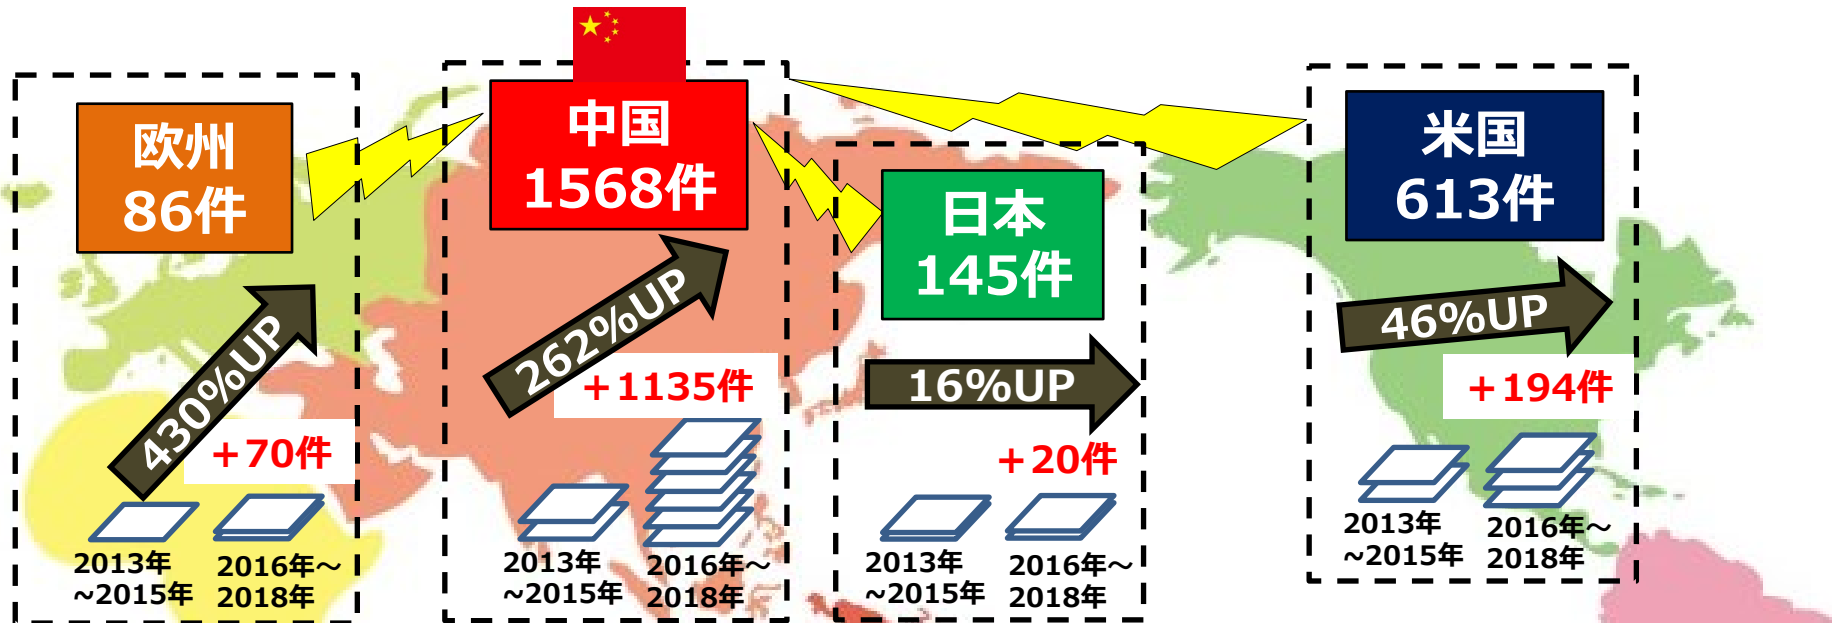 欧州
86件
430%UP
+70件
2013年
~2015年
2016年～
2018年
中国
1568件
262%UP
+1135件
2013年
~2015年
2016年～
2018年
日本
145件
16%UP
+20件
2013年
~2015年
2016年～
2018年
米国
613件
46%UP
+194件
2013年
~2015年
2016年～
2018年